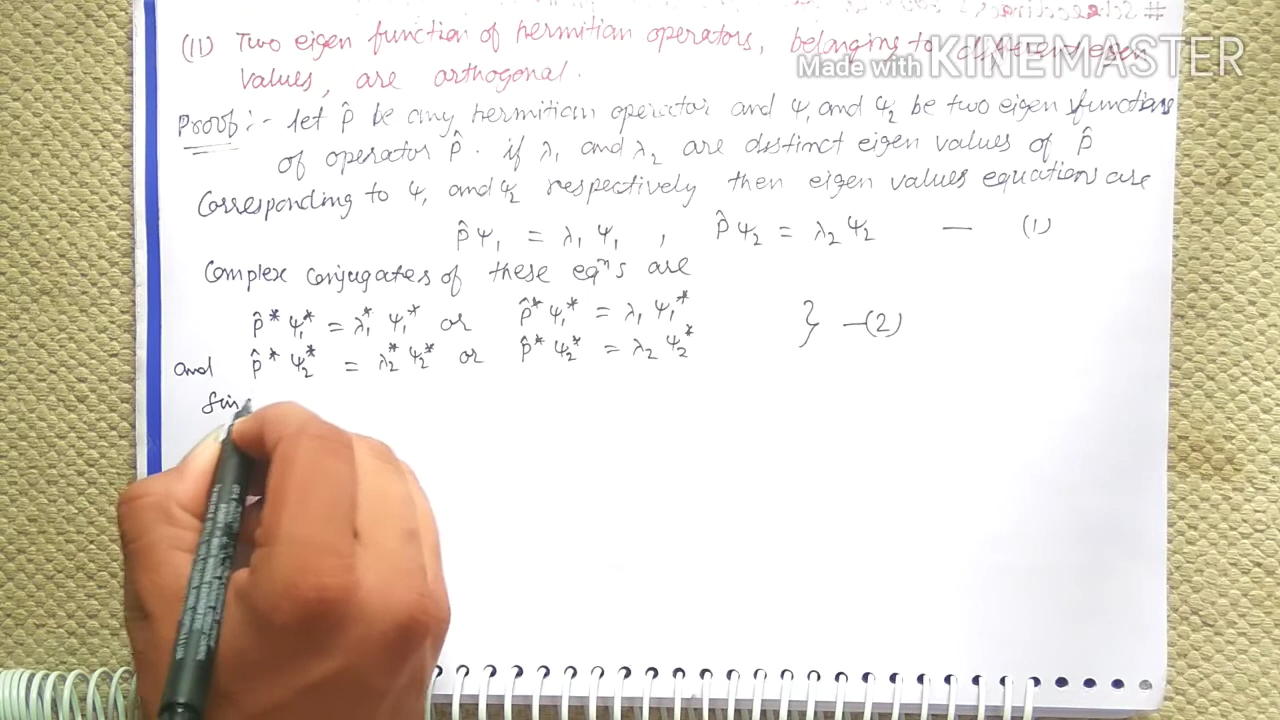 (II) Two eigen function of hermitian operators, belonging to different eigen
values, are orthogonal.
Made with KINEMASTER
Proof :- let P̂ be any hermitian operator and ψ₁ and ψ₂ be two eigen functions
of operator P̂. if λ₁ and λ₂ are distinct eigen values of P̂
Corresponding to ψ₁ and ψ₂ respectively then eigen values equations are
P̂ψ₁ = λ₁ψ₁ , P̂ψ₂ = λ₂ψ₂ — (1)
Complex conjugates of these eqⁿs are
P̂*ψ₁* = λ₁*ψ₁* or P̂*ψ₁* = λ₁ψ₁*
and P̂*ψ₂* = λ₂*ψ₂* or P̂*ψ₂* = λ₂ψ₂* } —(2)
Sin